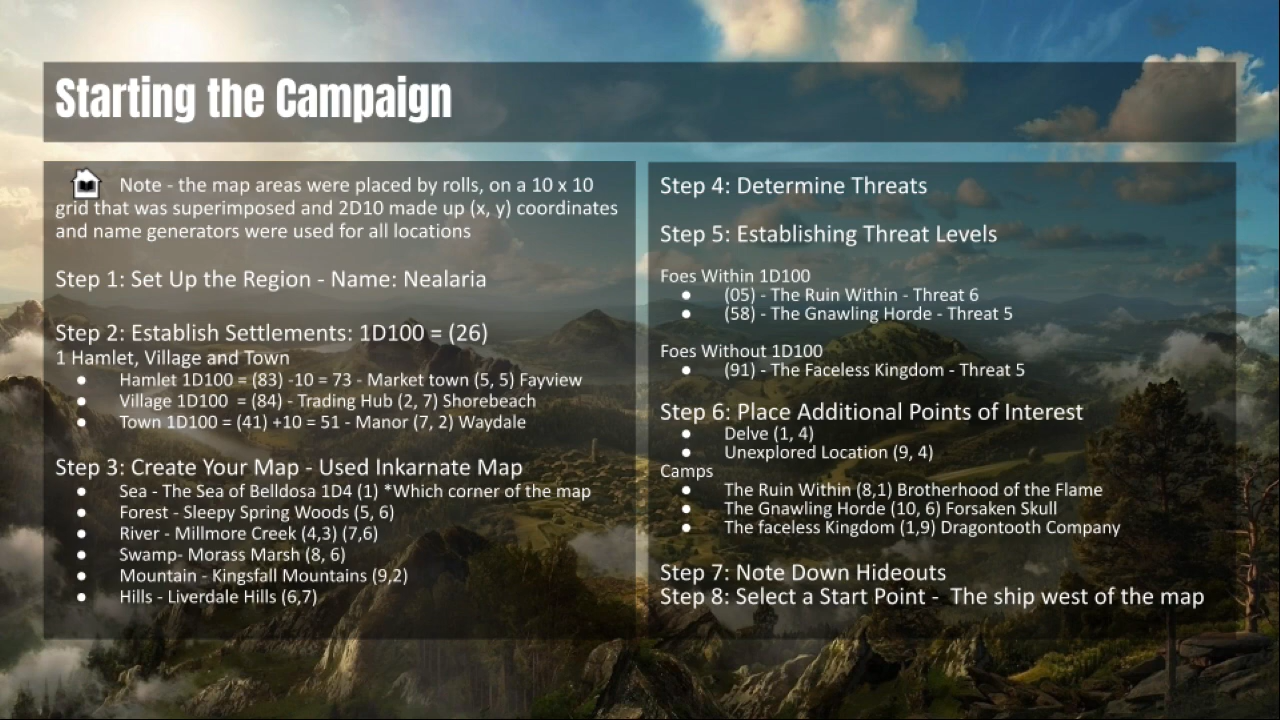 Starting the Campaign
Note - the map areas were placed by rolls, on a 10 x 10
grid that was superimposed and 2D10 made up (x, y) coordinates
and name generators were used for all locations
Step 1: Set Up the Region - Name: Nealaria
Step 2: Establish Settlements: 1D100 = (26)
1 Hamlet, Village and Town
● Hamlet 1D100 = (83) -10 = 73 - Market town (5, 5) Fayview
● Village 1D100  = (84) - Trading Hub (2, 7) Shorebeach
● Town 1D100 = (41) +10 = 51 - Manor (7, 2) Waydale
Step 3: Create Your Map - Used Inkarnate Map
● Sea - The Sea of Belldosa 1D4 (1) *Which corner of the map
● Forest - Sleepy Spring Woods (5, 6)
● River - Millmore Creek (4,3) (7,6)
● Swamp- Morass Marsh (8, 6)
● Mountain - Kingsfall Mountains (9,2)
● Hills - Liverdale Hills (6,7)
Step 4: Determine Threats
Step 5: Establishing Threat Levels
Foes Within 1D100
● (05) - The Ruin Within - Threat 6
● (58) - The Gnawling Horde - Threat 5
Foes Without 1D100
● (91) - The Faceless Kingdom - Threat 5
Step 6: Place Additional Points of Interest
● Delve (1, 4)
● Unexplored Location (9, 4)
Camps
● The Ruin Within (8,1) Brotherhood of the Flame
● The Gnawling Horde (10, 6) Forsaken Skull
● The faceless Kingdom (1,9) Dragontooth Company
Step 7: Note Down Hideouts
Step 8: Select a Start Point -  The ship west of the map